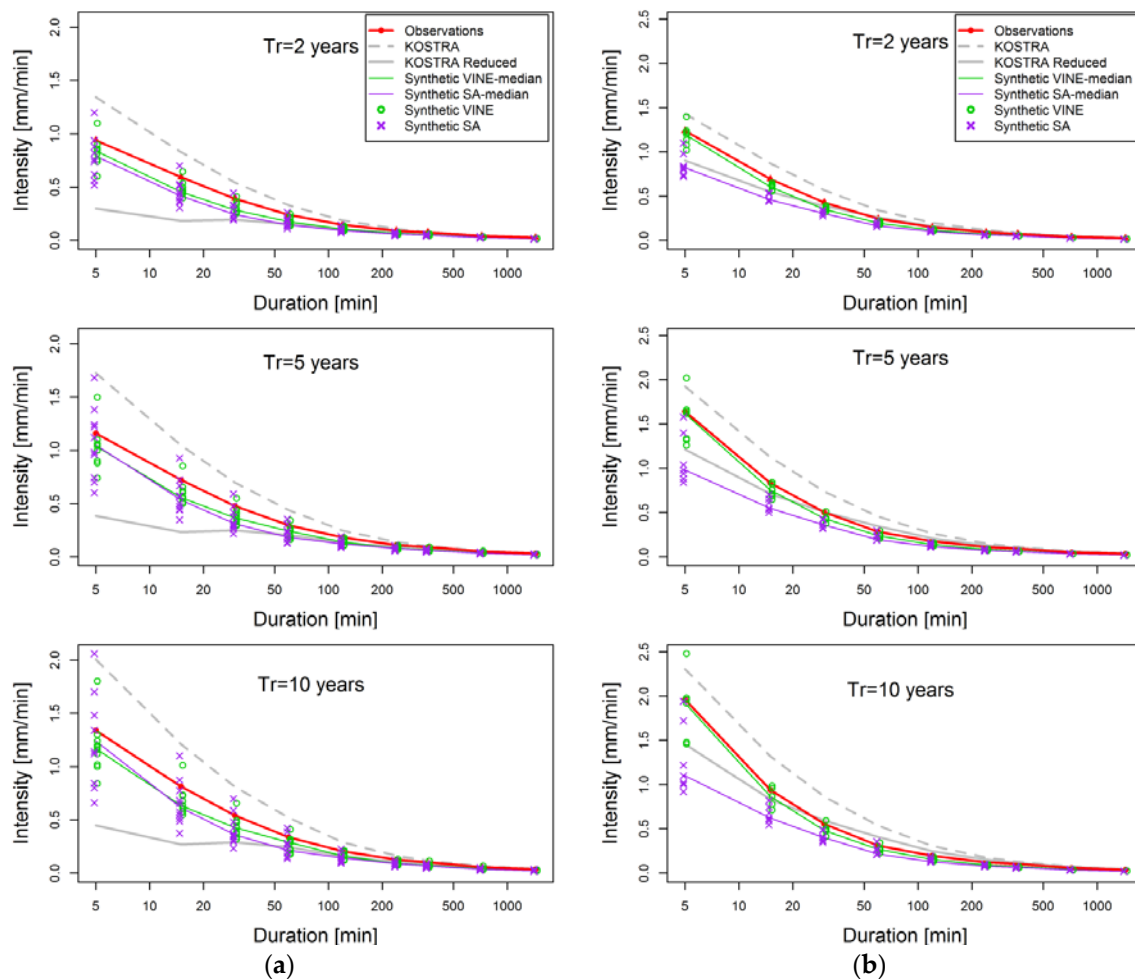 Tr=2 years
Observations
KOSTRA
KOSTRA Reduced
Synthetic VINE-median
Synthetic SA-median
Synthetic VINE
Synthetic SA
Intensity [mm/min]
2.0
1.5
1.0
0.5
0.0
5 10 20 50 100 200 500 1000
Duration [min]
Tr=2 years
Observations
KOSTRA
KOSTRA Reduced
Synthetic VINE-median
Synthetic SA-median
Synthetic VINE
Synthetic SA
Intensity [mm/min]
2.5
2.0
1.5
1.0
0.5
0.0
5 10 20 50 100 200 500 1000
Duration [min]
Tr=5 years
Intensity [mm/min]
2.0
1.5
1.0
0.5
0.0
5 10 20 50 100 200 500 1000
Duration [min]
Tr=5 years
Intensity [mm/min]
2.5
2.0
1.5
1.0
0.5
0.0
5 10 20 50 100 200 500 1000
Duration [min]
Tr=10 years
Intensity [mm/min]
2.0
1.5
1.0
0.5
0.0
5 10 20 50 100 200 500 1000
Duration [min]
Tr=10 years
Intensity [mm/min]
2.5
2.0
1.5
1.0
0.5
0.0
5 10 20 50 100 200 500 1000
Duration [min]
(a)
(b)